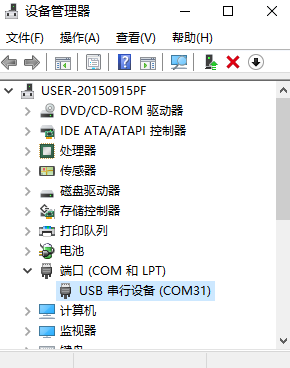 设备管理器
文件(F) 操作(A) 查看(V) 帮助(H)
USER-20150915PF
DVD/CD-ROM 驱动器
IDE ATA/ATAPI 控制器
处理器
传感器
磁盘驱动器
存储控制器
打印队列
电池
端口 (COM 和 LPT)
USB 串行设备 (COM31)
计算机
监视器